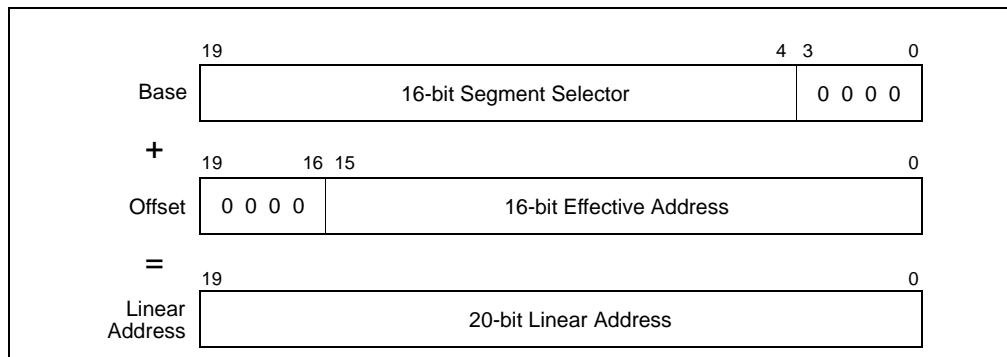 19 4 3 0
Base 16-bit Segment Selector 0 0 0 0
+
19 16 15 0
Offset 0 0 0 0 16-bit Effective Address
=
19 0
Linear
Address
20-bit Linear Address